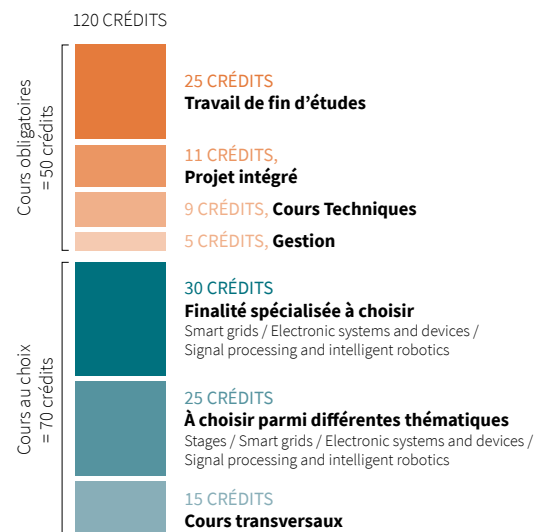 120 CRÉDITS
Cours obligatoires
= 50 crédits
25 CRÉDITS
Travail de fin d’études
11 CRÉDITS,
Projet intégré
9 CRÉDITS, Cours Techniques
5 CRÉDITS, Gestion
Cours au choix
= 70 crédits
30 CRÉDITS
Finalité spécialisée à choisir
Smart grids / Electronic systems and devices /
Signal processing and intelligent robotics
25 CRÉDITS
À choisir parmi différentes thématiques
Stages / Smart grids / Electronic systems and devices /
Signal processing and intelligent robotics
15 CRÉDITS
Cours transversaux